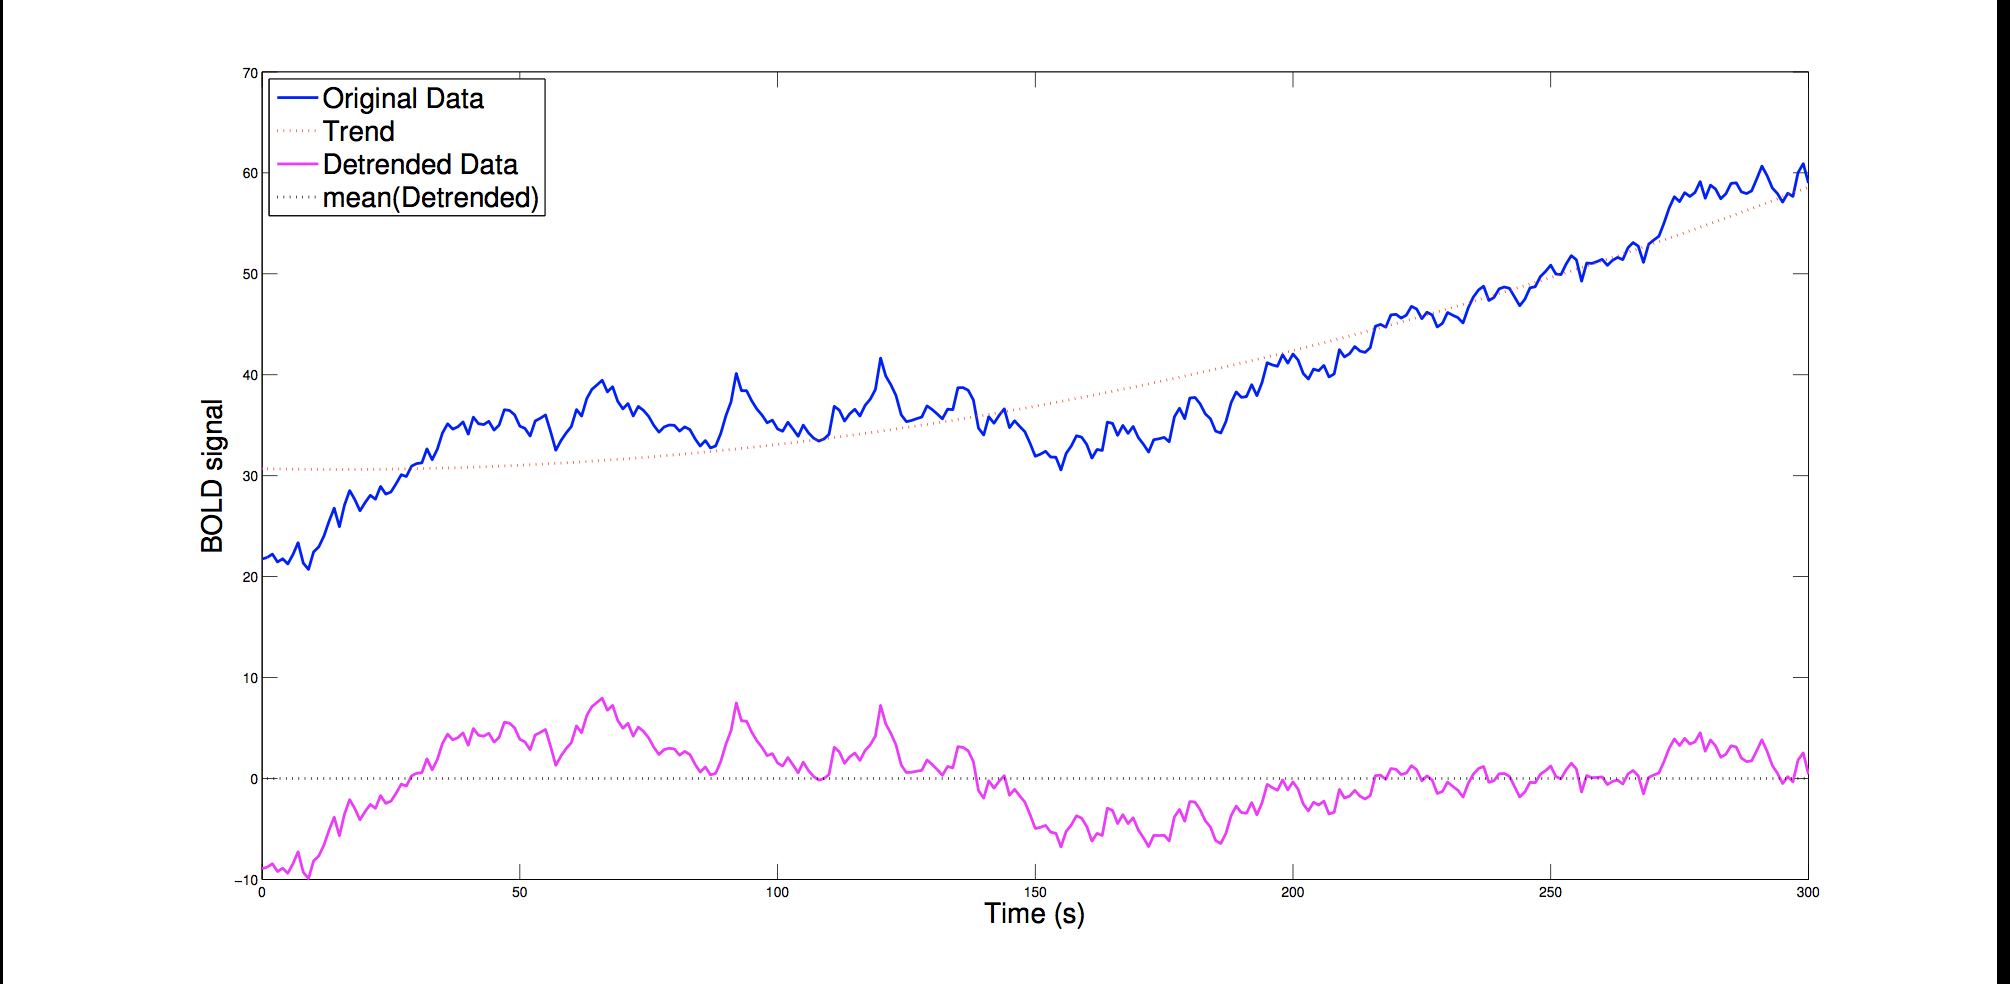 70
Original Data
Trend
Detrended Data
mean(Detrended)
60
50
40
30
20
10
0
−10
BOLD signal
0 50 100 150 200 250 300
Time (s)